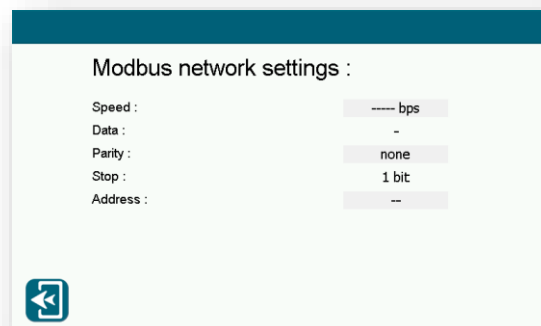 Modbus network settings :
Speed : ----- bps
Data : -
Parity : none
Stop : 1 bit
Address : --